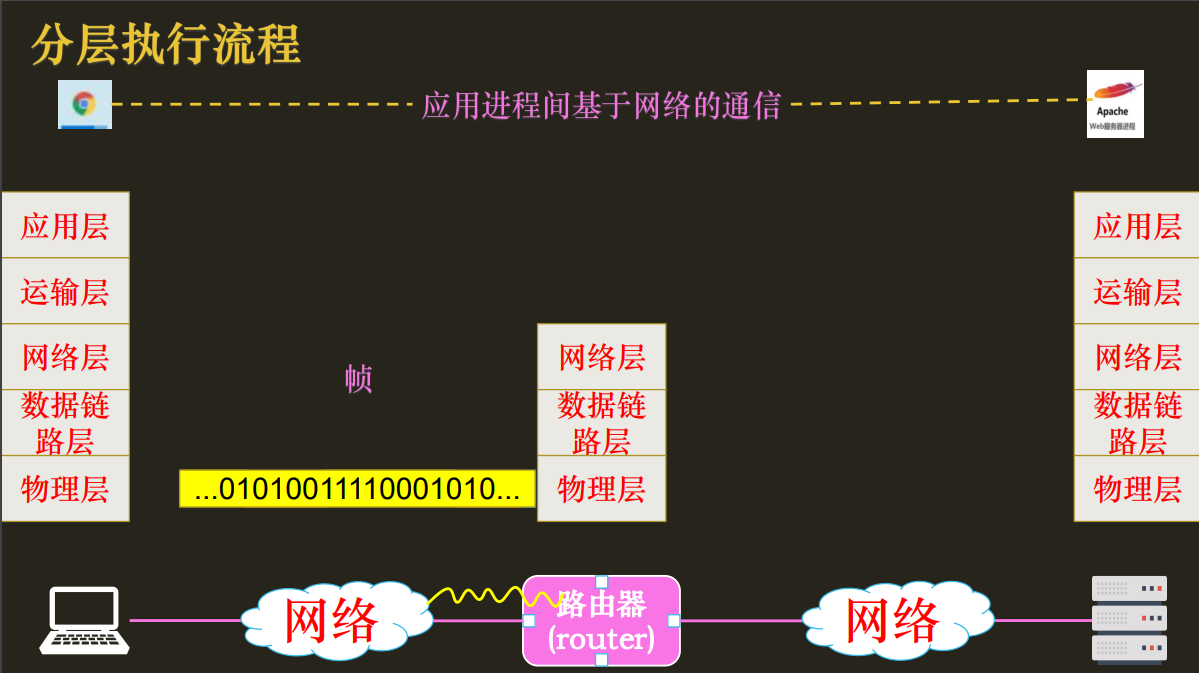 分层执行流程
应用进程间基于网络的通信
Apache
Web服务器进程
应用层
运输层
网络层
数据链
路层
物理层
帧
...01010011110001010...
网络层
数据链
路层
物理层
应用层
运输层
网络层
数据链
路层
物理层
网络
路由器
(router)
网络